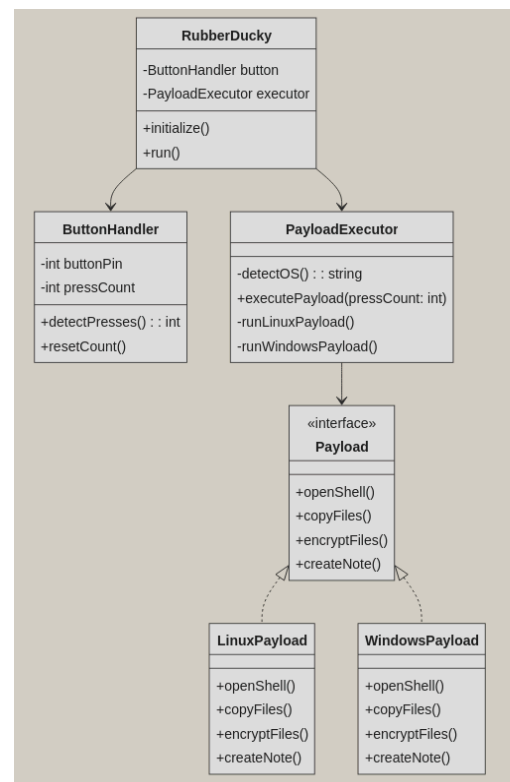 RubberDucky
-ButtonHandler button
-PayloadExecutor executor
+initialize()
+run()
ButtonHandler
-int buttonPin
-int pressCount
+detectPresses() : : int
+resetCount()
PayloadExecutor
-detectOS() : : string
+executePayload(pressCount: int)
-runLinuxPayload()
-runWindowsPayload()
«interface»
Payload
+openShell()
+copyFiles()
+encryptFiles()
+createNote()
LinuxPayload
+openShell()
+copyFiles()
+encryptFiles()
+createNote()
WindowsPayload
+openShell()
+copyFiles()
+encryptFiles()
+createNote()